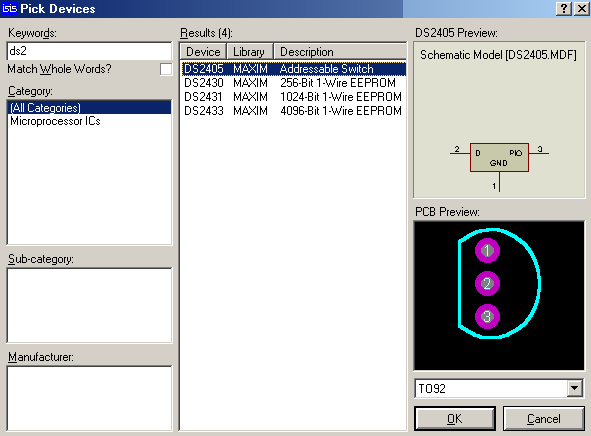 isis Pick Devices
Keywords:
ds2
Match Whole Words?
Category:
(All Categories)
Microprocessor ICs
Sub-category:
Manufacturer:
Results (4):
Device Library Description
DS2405 MAXIM Addressable Switch
DS2430 MAXIM 256-Bit 1-Wire EEPROM
DS2431 MAXIM 1024-Bit 1-Wire EEPROM
DS2433 MAXIM 4096-Bit 1-Wire EEPROM
DS2405 Preview:
Schematic Model [DS2405.MDF]
2 D PIO 3
GND
1
PCB Preview:
1
2
3
TO92
OK Cancel